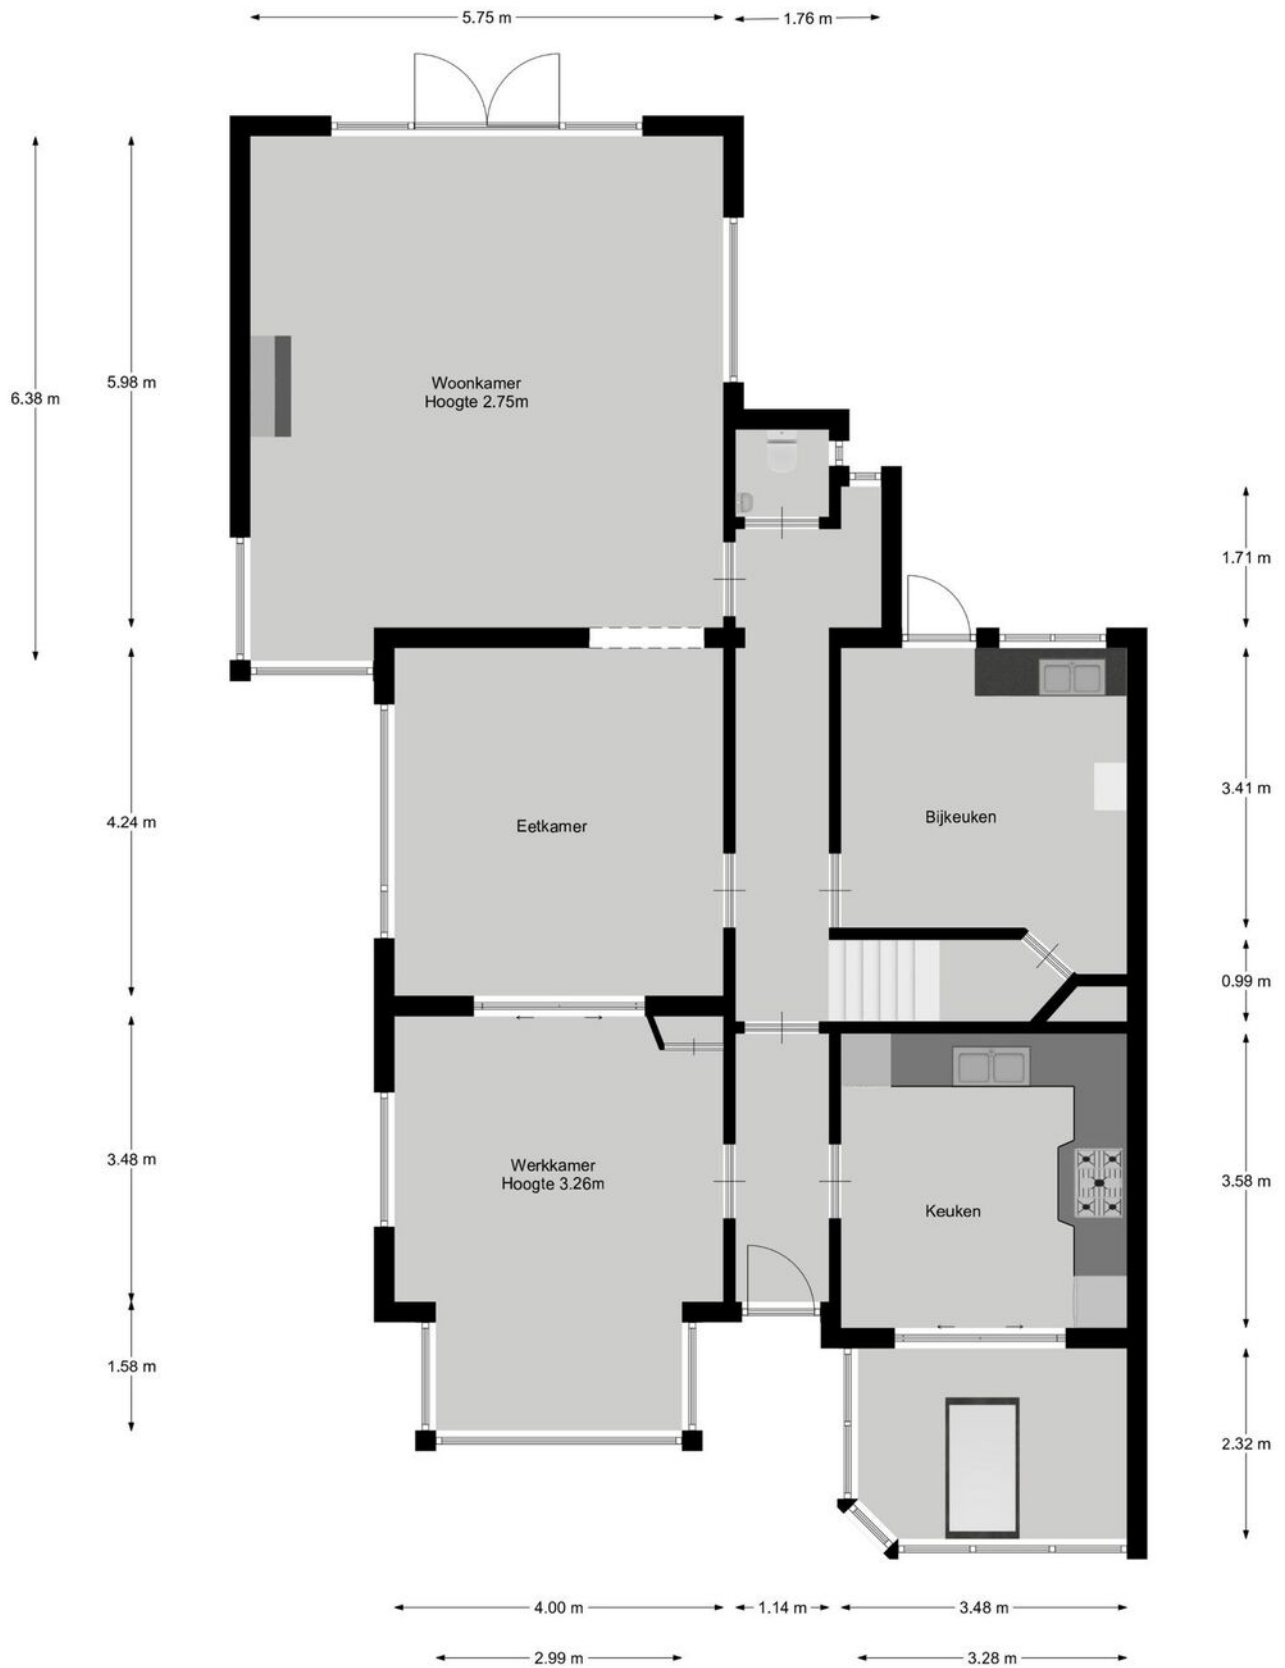 5.75 m
1.76 m
6.38 m
5.98 m
Woonkamer
Hoogte 2.75m
1.71 m
4.24 m
Eetkamer
Bijkeuken
3.41 m
0.99 m
3.48 m
Werkkamer
Hoogte 3.26m
Keuken
3.58 m
1.58 m
2.32 m
4.00 m
1.14 m
3.48 m
2.99 m
3.28 m